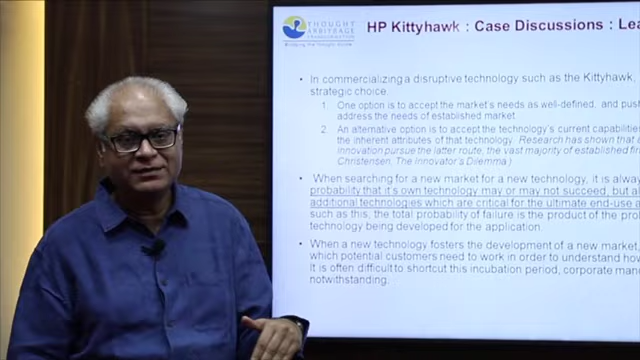 THOUGHT
ARBITRAGE
Bridging the Thought Divide
HP Kittyhawk : Case Discussions : Lea
• In commercializing a disruptive technology such as the Kittyhawk,
strategic choice.
1. One option is to accept the market's needs as well-defined, and push
address the needs of established market
2. An alternative option is to accept the technology's current capabilities
the inherent attributes of that technology. Research has shown that
innovation pursue the latter route, the vast majority of established
Christensen, The Innovator's Dilemma )
• When searching for a new market for a new technology, it is alway
probability that it's own technology may or may not succeed, but al
additional technologies which are critical for the ultimate end-use a
such as this, the total probability of failure is the product of the pro
technology being developed for the application.
• When a new technology fosters the development of a new market,
which potential customers need to work in order to understand how
It is often difficult to shortcut this incubation period, corporate man
notwithstanding.